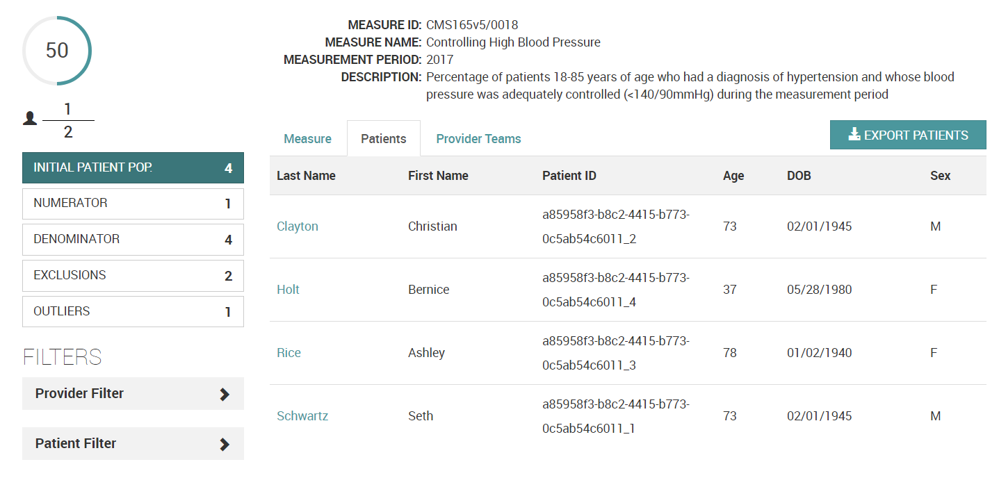 50
1
2
INITIAL PATIENT POP. 4
NUMERATOR 1
DENOMINATOR 4
EXCLUSIONS 2
OUTLIERS 1
FILTERS
Provider Filter
Patient Filter
MEASURE ID: CMS165v5/0018
MEASURE NAME: Controlling High Blood Pressure
MEASUREMENT PERIOD: 2017
DESCRIPTION: Percentage of patients 18-85 years of age who had a diagnosis of hypertension and whose blood
pressure was adequately controlled (<140/90mmHg) during the measurement period
Measure Patients Provider Teams EXPORT PATIENTS
Last Name First Name Patient ID Age DOB Sex
Clayton Christian a85958f3-b8c2-4415-b773-
0c5ab54c6011_2 73 02/01/1945 M
Holt Bernice a85958f3-b8c2-4415-b773-
0c5ab54c6011_4 37 05/28/1980 F
Rice Ashley a85958f3-b8c2-4415-b773-
0c5ab54c6011_3 78 01/02/1940 F
Schwartz Seth a85958f3-b8c2-4415-b773-
0c5ab54c6011_1 73 02/01/1945 M